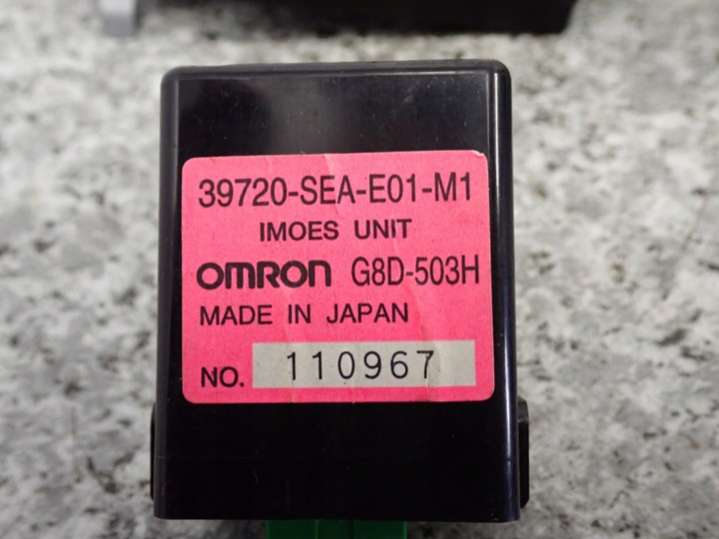 39720-SEA-E01-M1
IMOES UNIT
OMRON G8D-503H
MADE IN JAPAN
NO. 110967